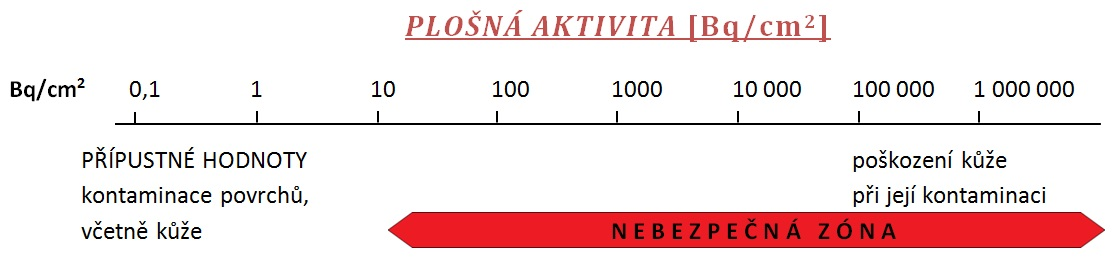 PLOŠNÁ AKTIVITA [Bq/cm²]
Bq/cm² 0,1 1 10 100 1000 10 000 100 000 1 000 000
PŘÍPUSTNÉ HODNOTY
kontaminace povrchů,
včetně kůže
poškození kůže
při její kontaminaci
NEBEZPEČNÁ ZÓNA